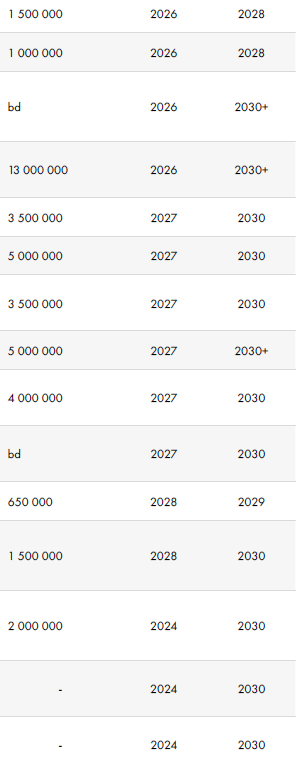 1 500 000 2026 2028
1 000 000 2026 2028
bd 2026 2030+
13 000 000 2026 2030+
3 500 000 2027 2030
5 000 000 2027 2030
3 500 000 2027 2030
5 000 000 2027 2030+
4 000 000 2027 2030
bd 2027 2030
650 000 2028 2029
1 500 000 2028 2030
2 000 000 2024 2030
- 2024 2030
- 2024 2030